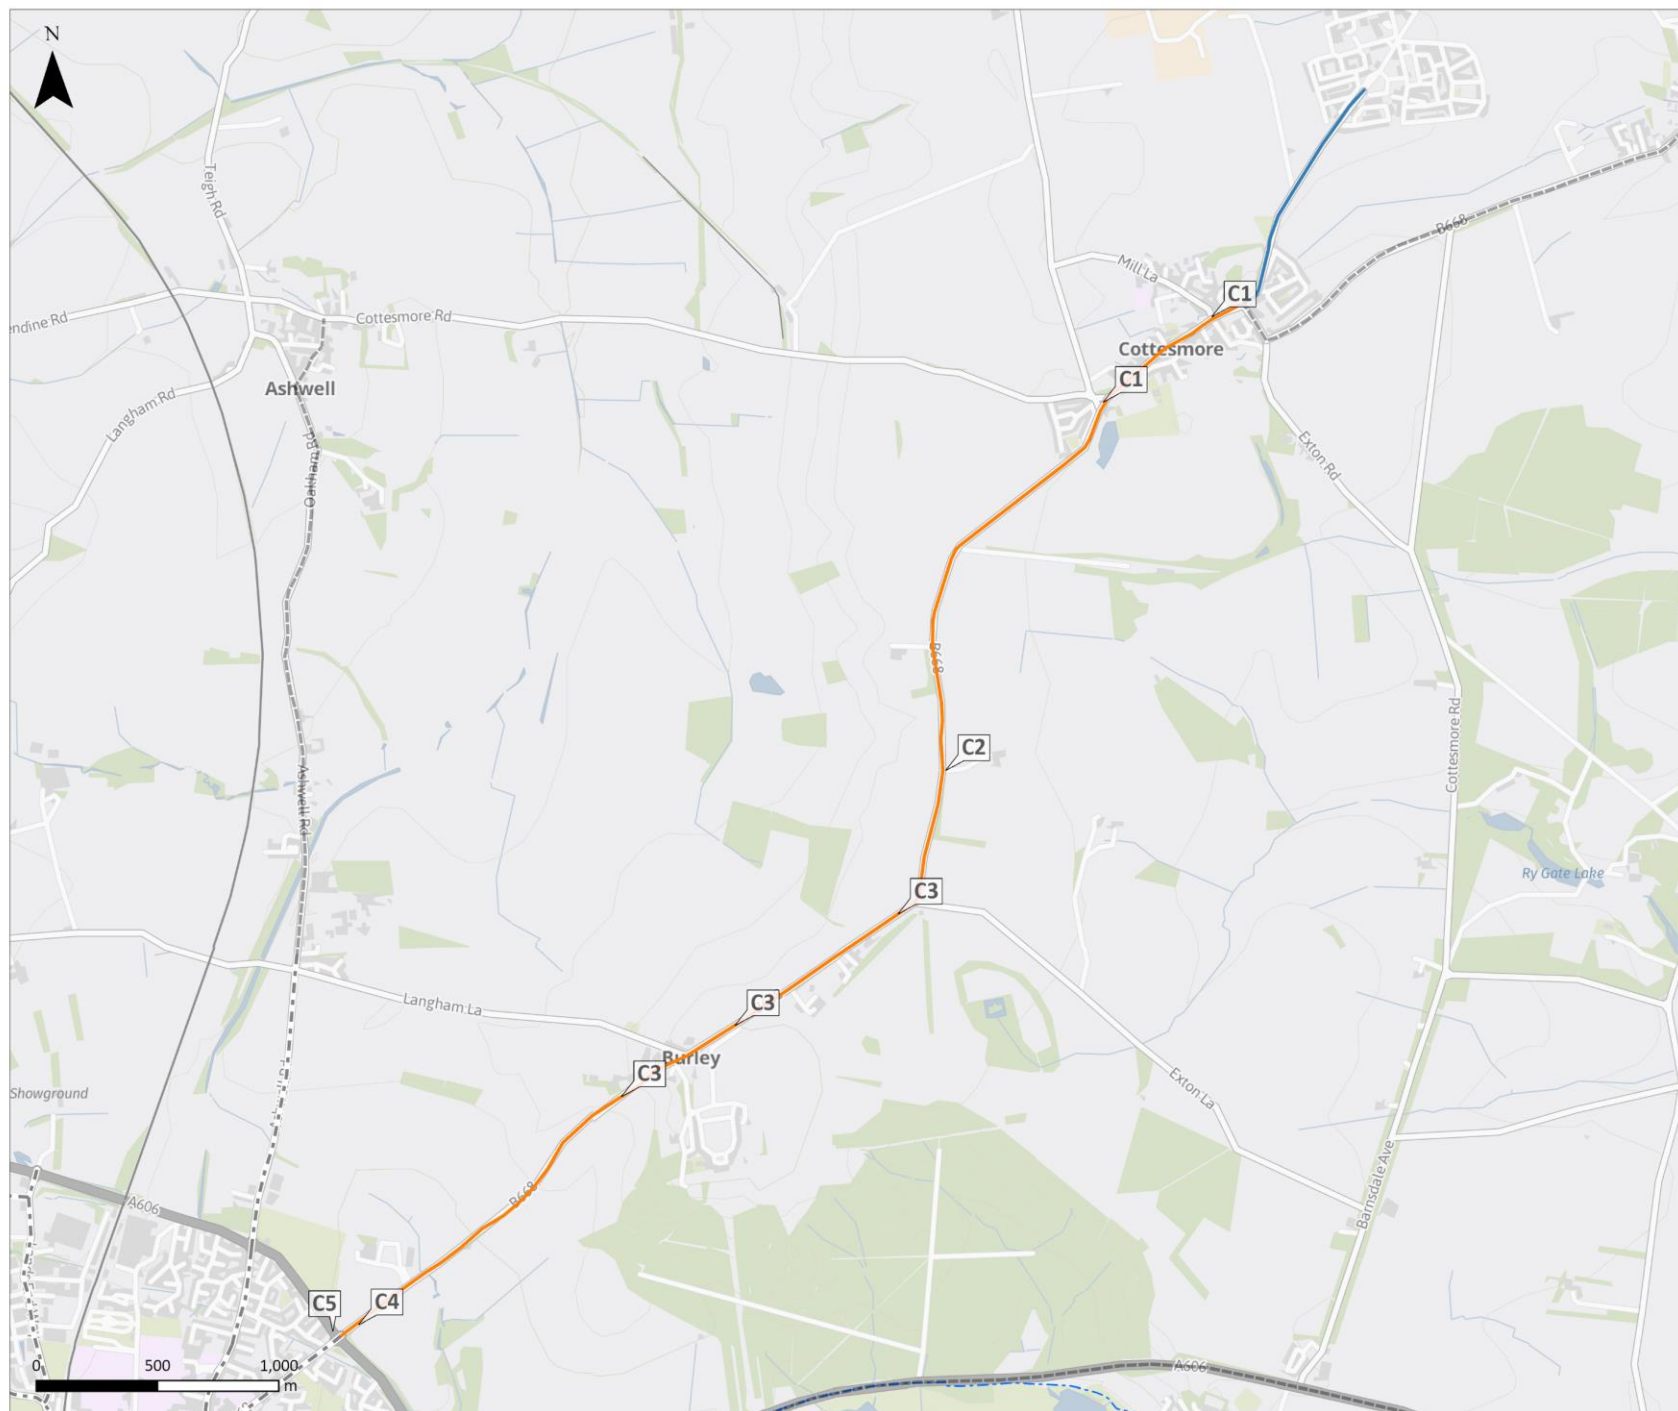 N
Teigh Rd
B668
Mill La
C1
endine Rd
Cottesmore Rd
Cottesmore
C1
Ashwell
Langham Rd
Oakham Rd
Exton Rd
B668
Cottesmore Rd
C2
Ashwell Rd
Ry Gate Lake
C3
C3
Langham La
Burley
C3
Showground
Exton La
Barnsdale Ave
B668
A606
C5
C4
0 500 1,000
m
A606